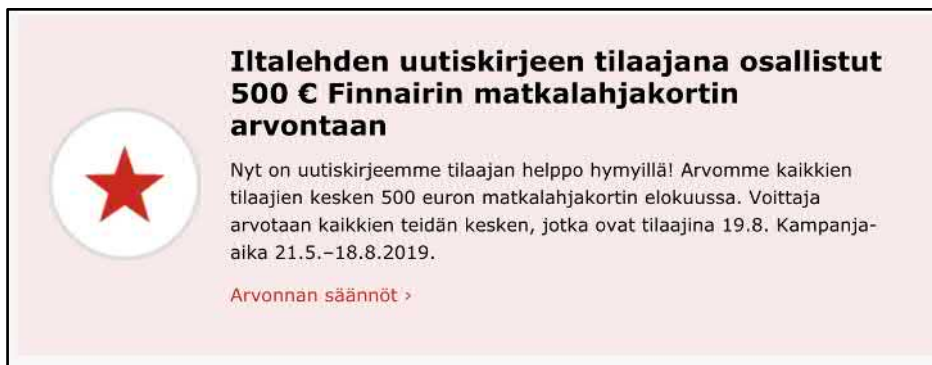 Iltalehden uutiskirjeen tilaajana osallistut
500 € Finnairin matkalahjakortin
arvontaan
Nyt on uutiskirjeemme tilaajan helppo hymyillä! Arvomme kaikkien
tilaajien kesken 500 euron matkalahjakortin elokuussa. Voittaja
arvotaan kaikkien teidän kesken, jotka ovat tilaajina 19.8. Kampanja-
aika 21.5.–18.8.2019.
Arvonnan säännöt ›